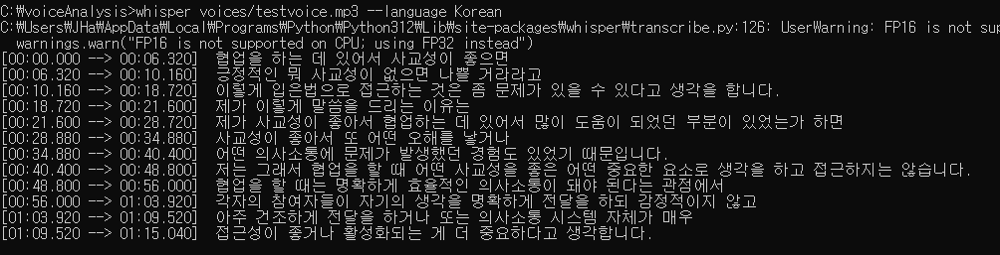 C:\voiceAnalysis>whisper voices/testvoice.mp3 --language Korean
C:\Users\JHa\AppData\Local\Programs\Python\Python312\Lib\site-packages\whisper\transcribe.py:126: UserWarning: FP16 is not sup
warnings.warn("FP16 is not supported on CPU; using FP32 instead")
[00:00.000 --> 00:06.320] 협업을 하는 데 있어서 사교성이 좋으면
[00:06.320 --> 00:10.160] 긍정적인 뭐 사교성이 없으면 나쁠 거라라고
[00:10.160 --> 00:18.720] 이렇게 입은법으로 접근하는 것은 좀 문제가 있을 수 있다고 생각을 합니다.
[00:18.720 --> 00:21.600] 제가 이렇게 말씀을 드리는 이유는
[00:21.600 --> 00:28.720] 제가 사교성이 좋아서 협업하는 데 있어서 많이 도움이 되었던 부분이 있었는가 하면
[00:28.880 --> 00:34.880] 사교성이 좋아서 또 어떤 오해를 낳거나
[00:34.880 --> 00:40.400] 어떤 의사소통에 문제가 발생했던 경험도 있었기 때문입니다.
[00:40.400 --> 00:48.800] 저는 그래서 협업을 할 때 어떤 사교성을 좋은 어떤 중요한 요소로 생각을 하고 접근하지는 않습니다.
[00:48.800 --> 00:56.000] 협업을 할 때는 명확하게 효율적인 의사소통이 돼야 된다는 관점에서
[00:56.000 --> 01:03.920] 각자의 참여자들이 자기의 생각을 명확하게 전달을 하되 감정적이지 않고
[01:03.920 --> 01:09.520] 아주 건조하게 전달을 하거나 또는 의사소통 시스템 자체가 매우
[01:09.520 --> 01:15.040] 접근성이 좋거나 활성화되는 게 더 중요하다고 생각합니다.